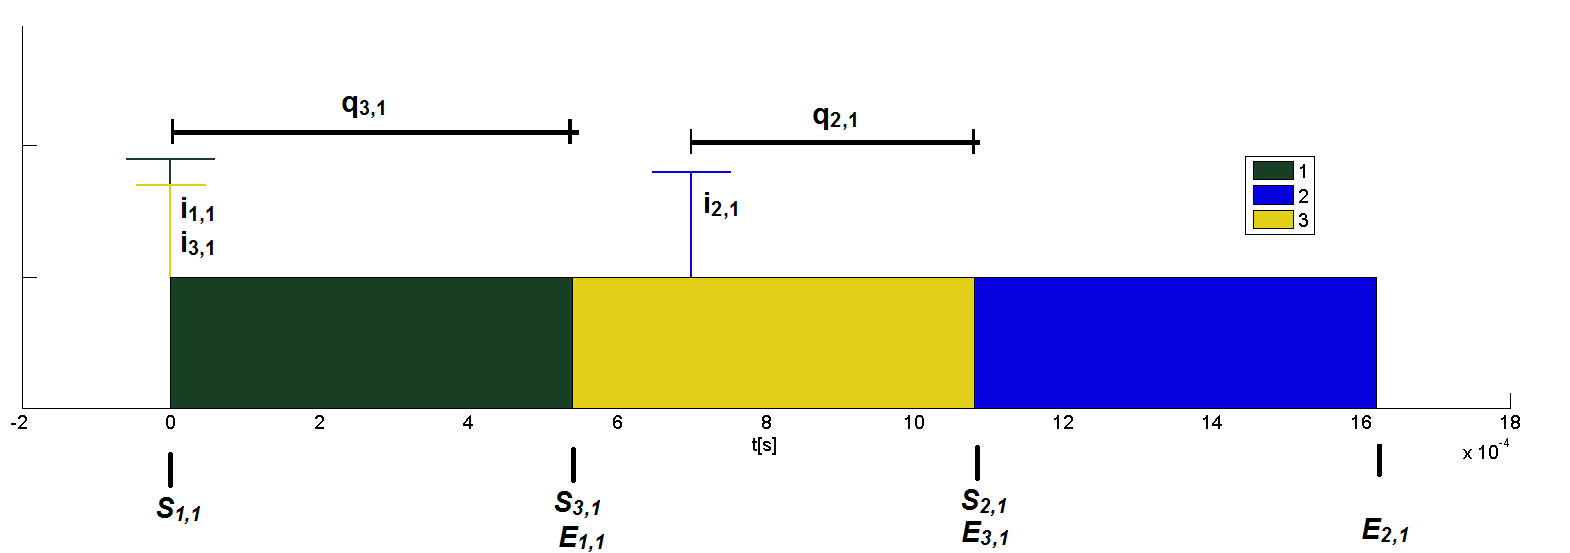 q3,1
q2,1
i1,1
i3,1
i2,1
1
2
3
-2 0 2 4 6 8 10 12 14 16 18
t[s]
x 10-4
S1,1
S3,1
E1,1
S2,1
E3,1
E2,1